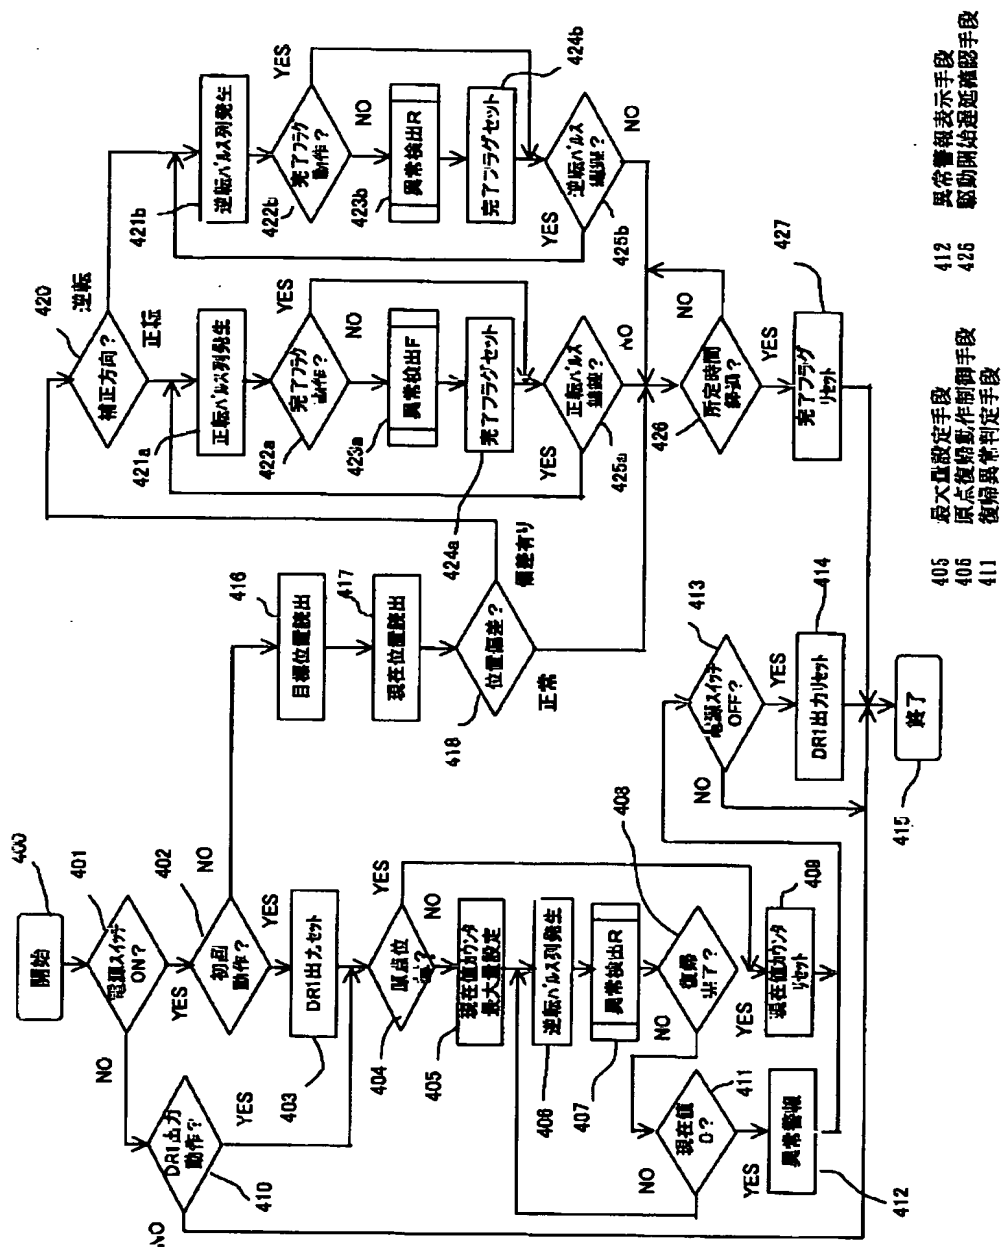 開始
400
電源スイッチ
ON?
401
YES
NO
初回
動作?
402
YES
NO
DR1出力セット
403
DR1出力
動作?
410
YES
NO
原点位
404
YES
NO
現在値カウンタ
最大量設定
405
逆転パルス列発生
406
異常検出R
407
復帰
完了?
408
YES
NO
現在値カウンタ
リセット
409
現在値
0?
411
YES
NO
異常警報
412
電源スイッチ
OFF?
413
YES
NO
DR1出力リセット
414
終了
415
目標位置読出
416
現在位置読出
417
位置偏差?
418
正常
偏差有り
補正方向?
420
正転
逆転
正転パルス列発生
421a
完了フラグ
動作?
422a
YES
NO
異常検出F
423a
完了フラグセット
424a
正転パルス
425a
YES
NO
逆転パルス列発生
421b
完了フラグ
動作?
422b
YES
NO
異常検出R
423b
完了フラグセット
424b
逆転パルス
425b
YES
NO
所定時間
経過?
426
YES
NO
完了フラグ
リセット
427
405 最大量設定手段
406 原点復帰動作制御手段
411 復帰異常判定手段
412 異常警報表示手段
426 駆動開始遅延確認手段